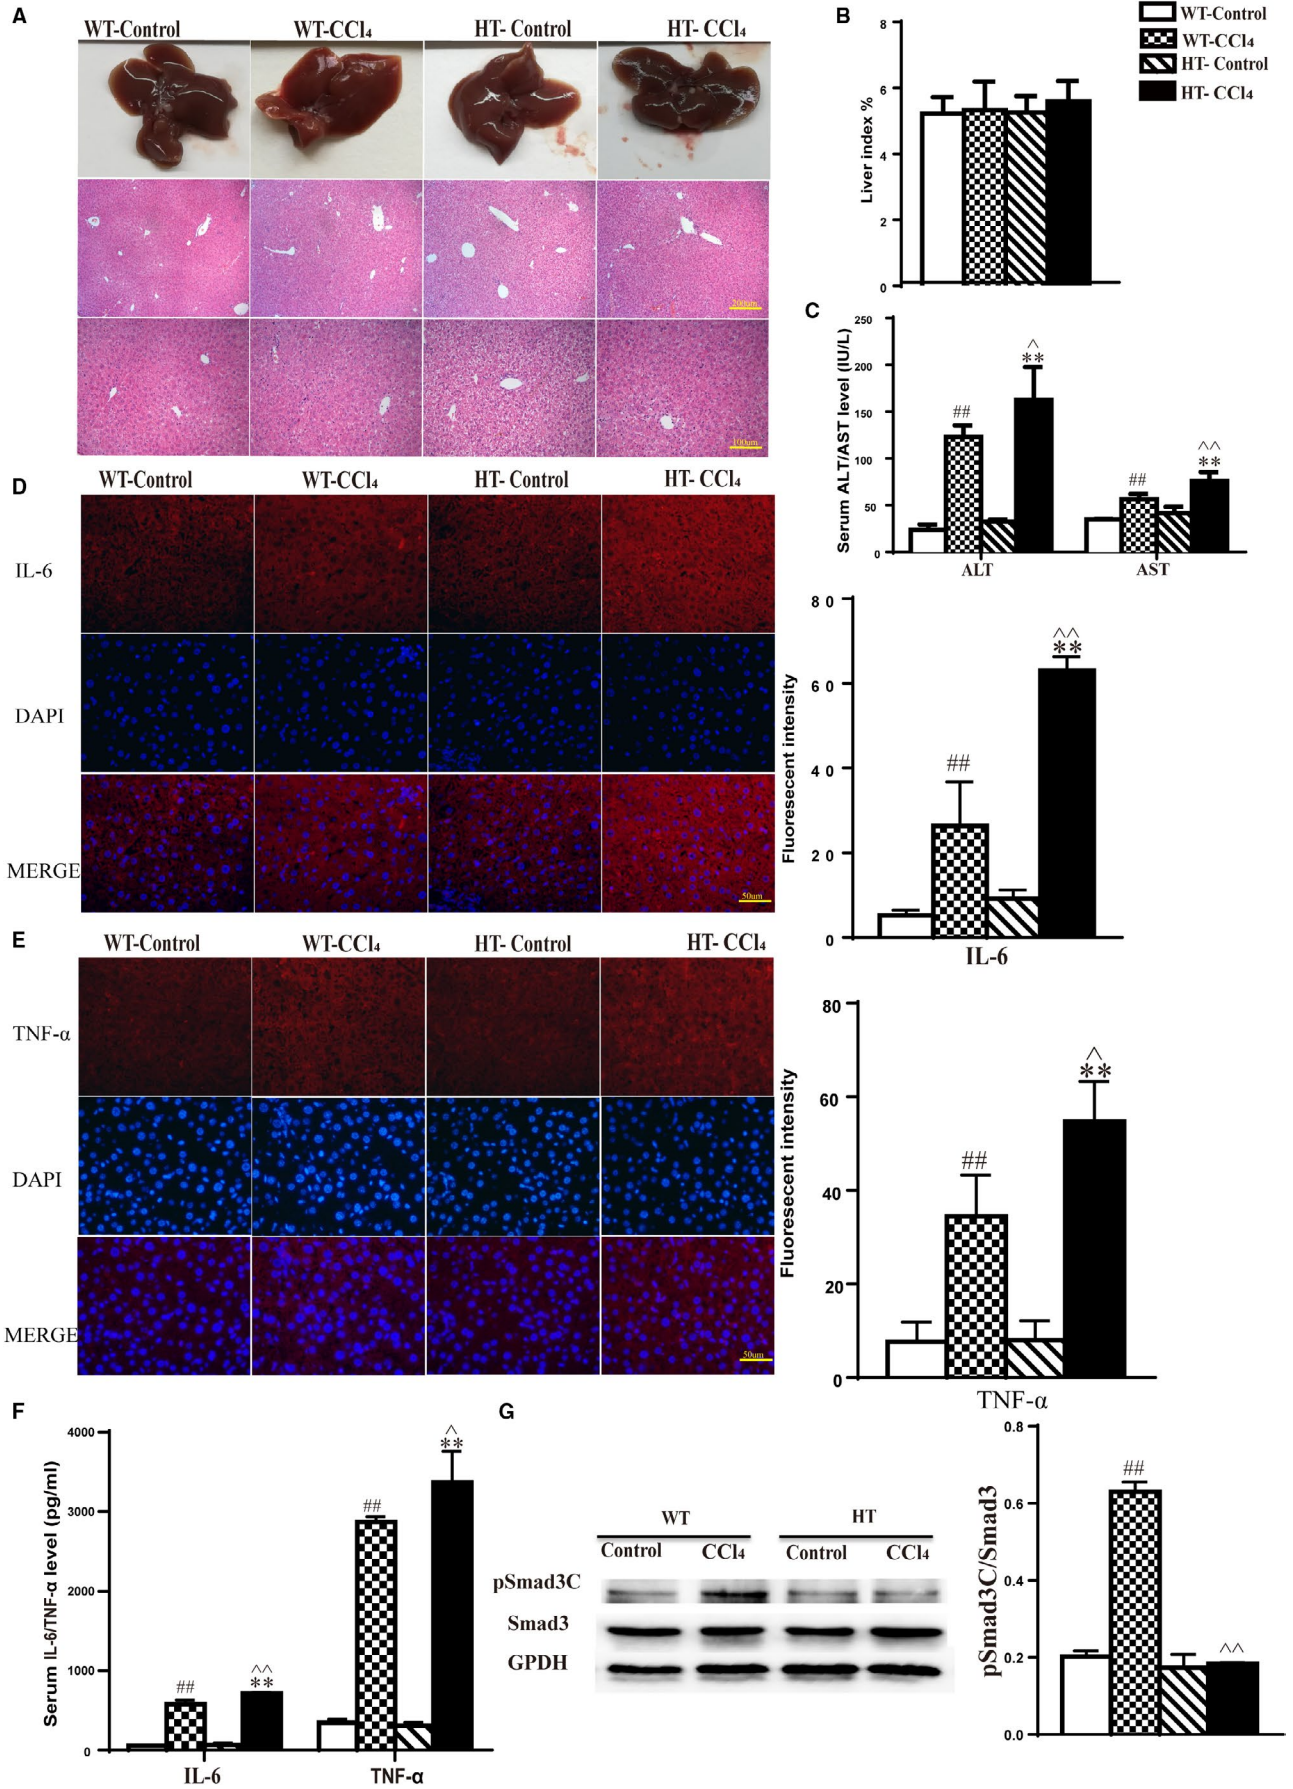 A
WT-Control
WT-CCl₄
HT- Control
HT- CCl₄
200um
100um
B
8
6
4
2
0
Liver index %
WT-Control
WT-CCl₄
HT- Control
HT- CCl₄
C
250
200
150
100
50
0
Serum ALT/AST level (IU/L)
##
^
**
##
^^
**
ALT
AST
D
WT-Control
WT-CCl₄
HT- Control
HT- CCl₄
IL-6
DAPI
MERGE
50um
80
60
40
20
0
Fluoresecent intensity
##
^^
**
IL-6
E
WT-Control
WT-CCl₄
HT- Control
HT- CCl₄
TNF-α
DAPI
MERGE
50um
80
60
40
20
0
Fluoresecent intensity
##
^
**
TNF-α
F
4000
3000
2000
1000
0
Serum IL-6/TNF-α level (pg/ml)
##
^^
**
##
^
**
IL-6
TNF-α
G
WT
HT
Control
CCl₄
Control
CCl₄
pSmad3C
Smad3
GPDH
0.8
0.6
0.4
0.2
0.0
pSmad3C/Smad3
##
^^